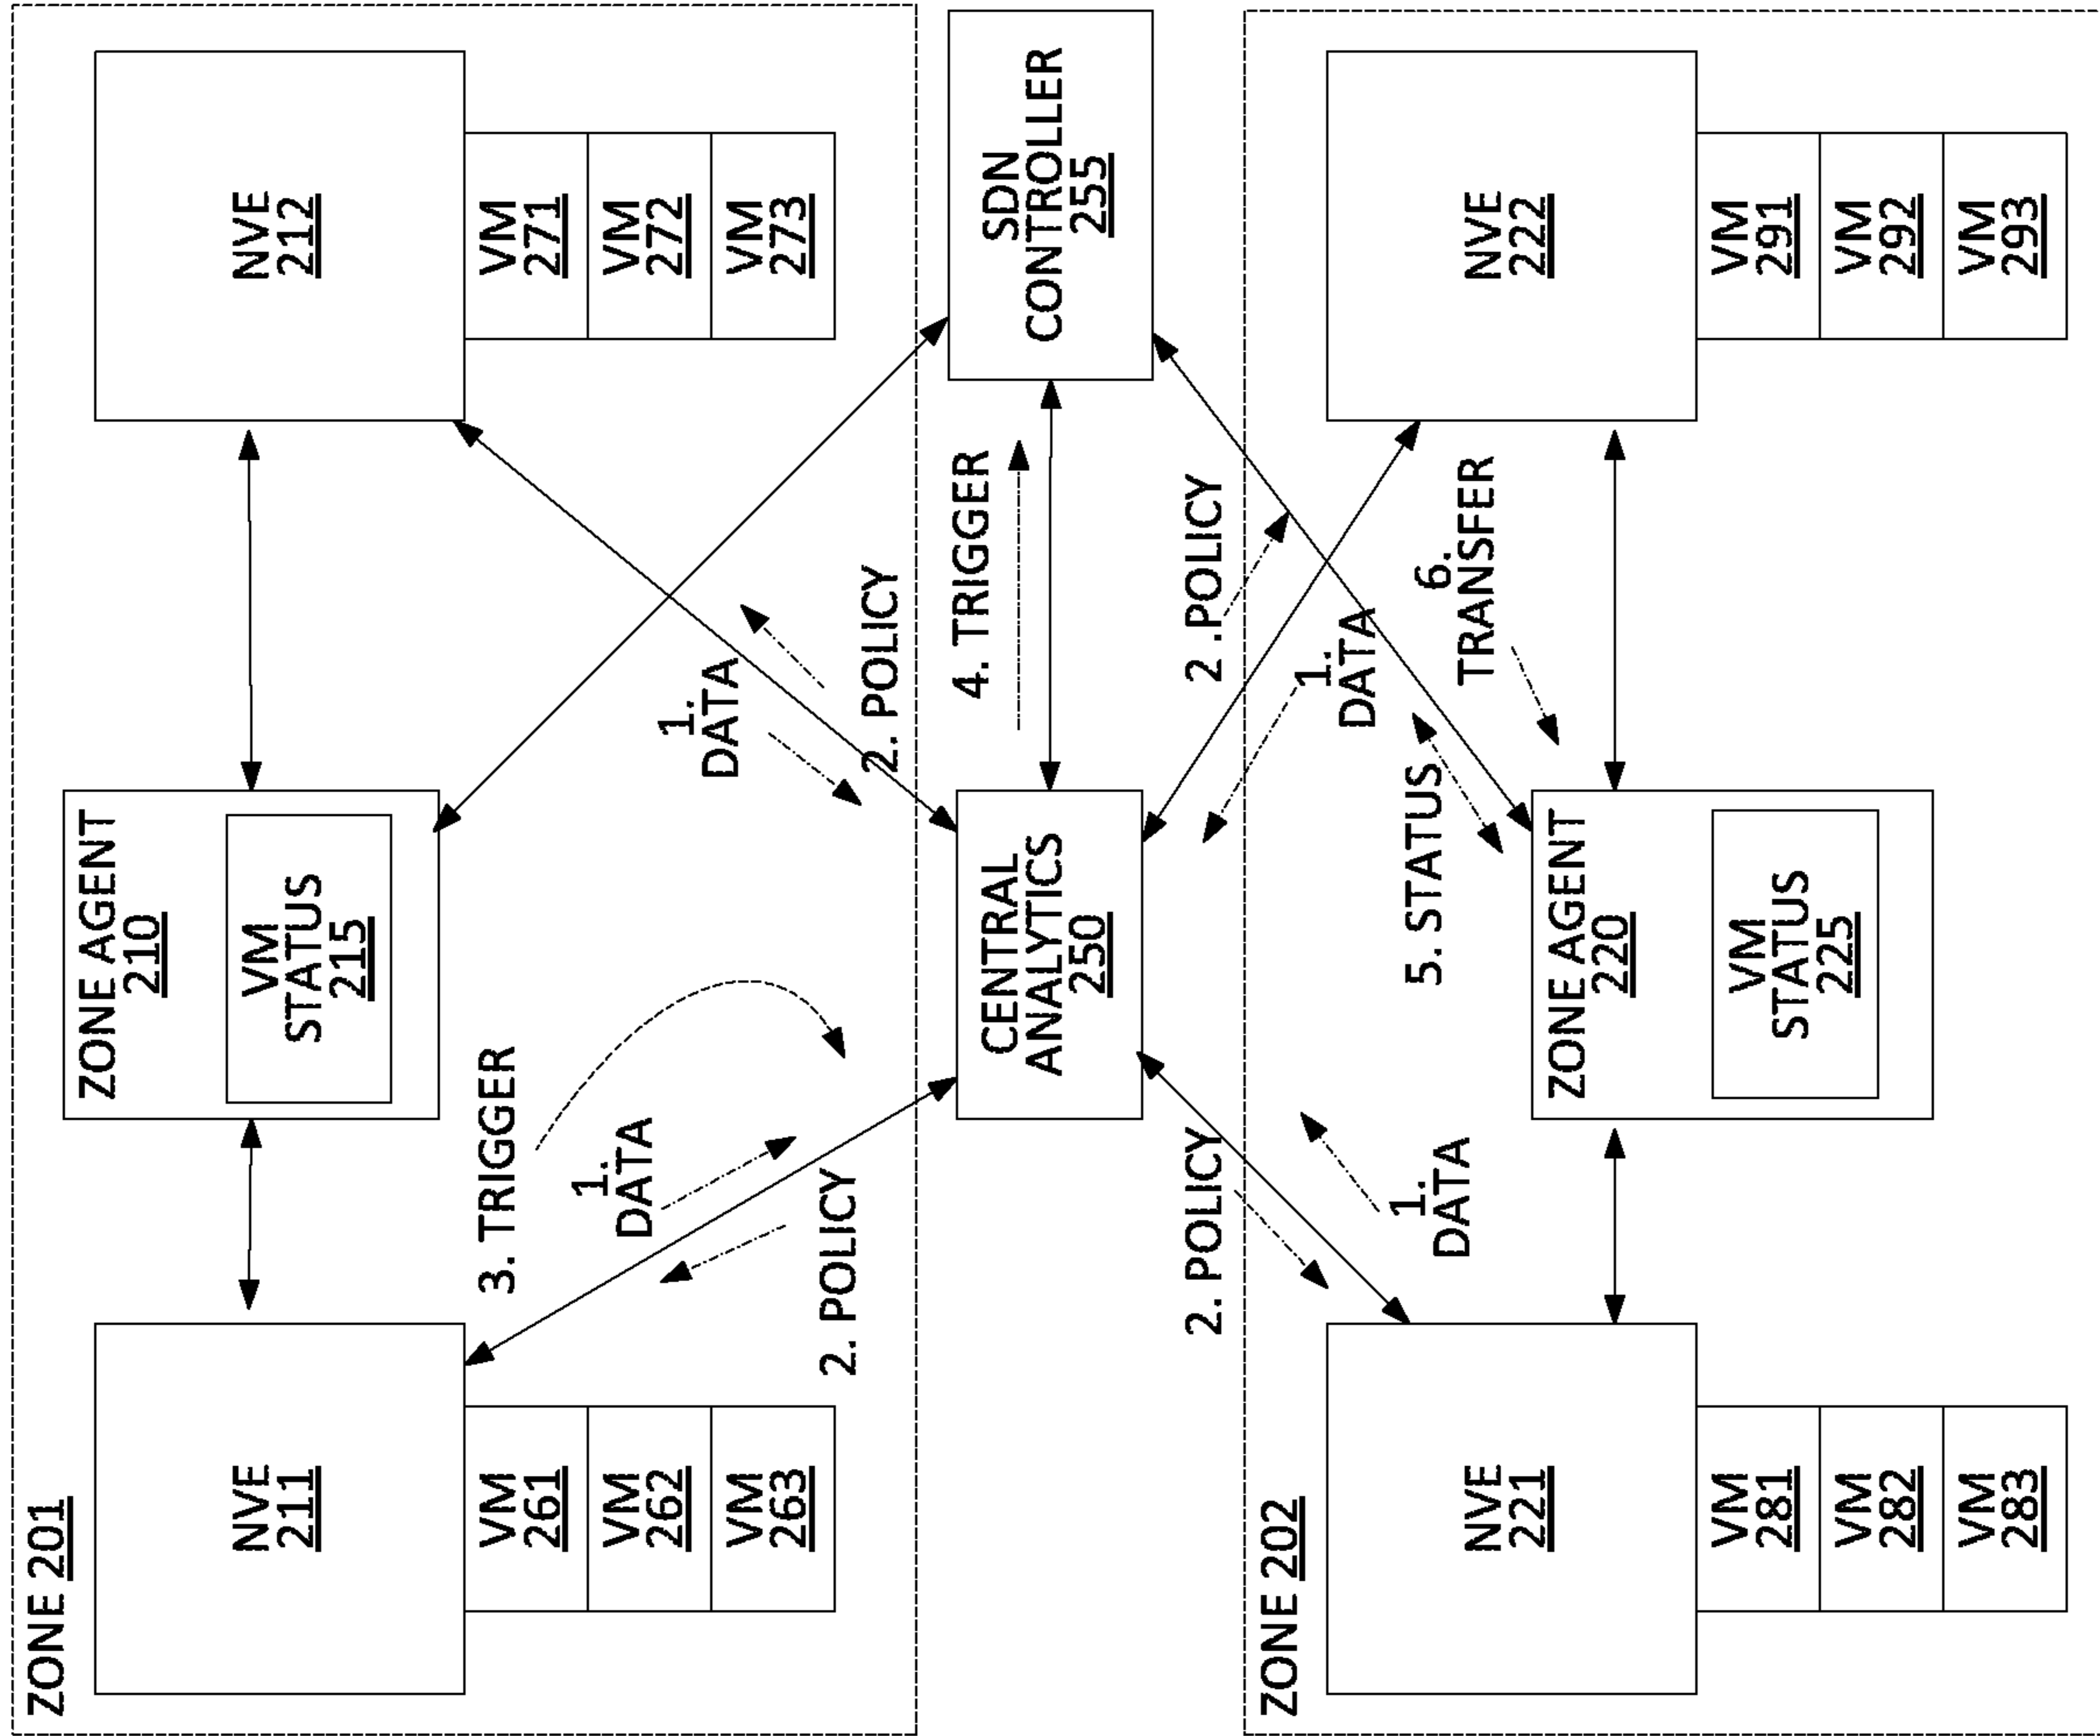 ZONE 201
NVE
211
VM
261
VM
262
VM
263
ZONE AGENT
210
VM
STATUS
215
NVE
212
VM
271
VM
272
VM
273
3. TRIGGER
1.
DATA
2. POLICY
1.
DATA
2. POLICY
CENTRAL
ANALYTICS
250
4. TRIGGER
SDN
CONTROLLER
255
2. POLICY
1.
DATA
2 .POLICY
1.
DATA
5. STATUS
6.
TRANSFER
ZONE 202
NVE
221
VM
281
VM
282
VM
283
ZONE AGENT
220
VM
STATUS
225
NVE
222
VM
291
VM
292
VM
293